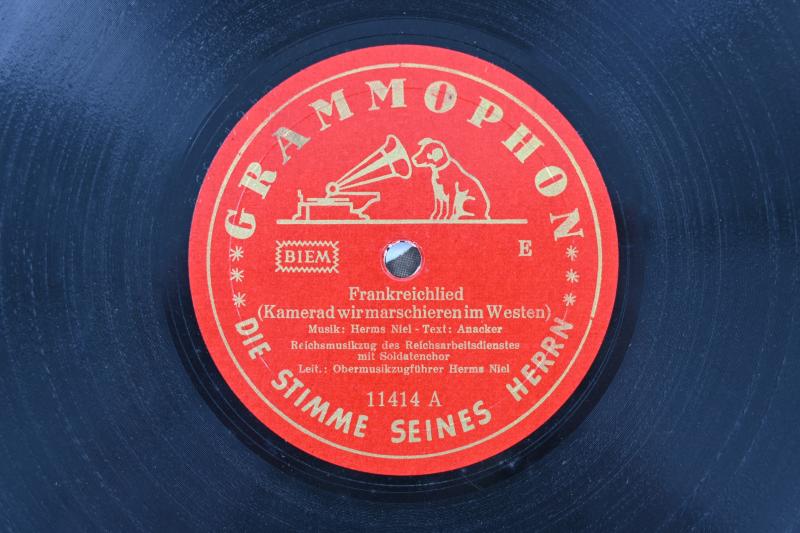 GRAMMOPHON
BIEM
E
Frankreichlied
(Kamerad wir marschieren im Westen)
Musik: Herms Niel - Text: Anacker
Reichsmusikzug des Reichsarbeitsdienstes
mit Soldatenchor
Leit.: Obermusikzugführer Herms Niel
11414 A
DIE STIMME SEINES HERRN